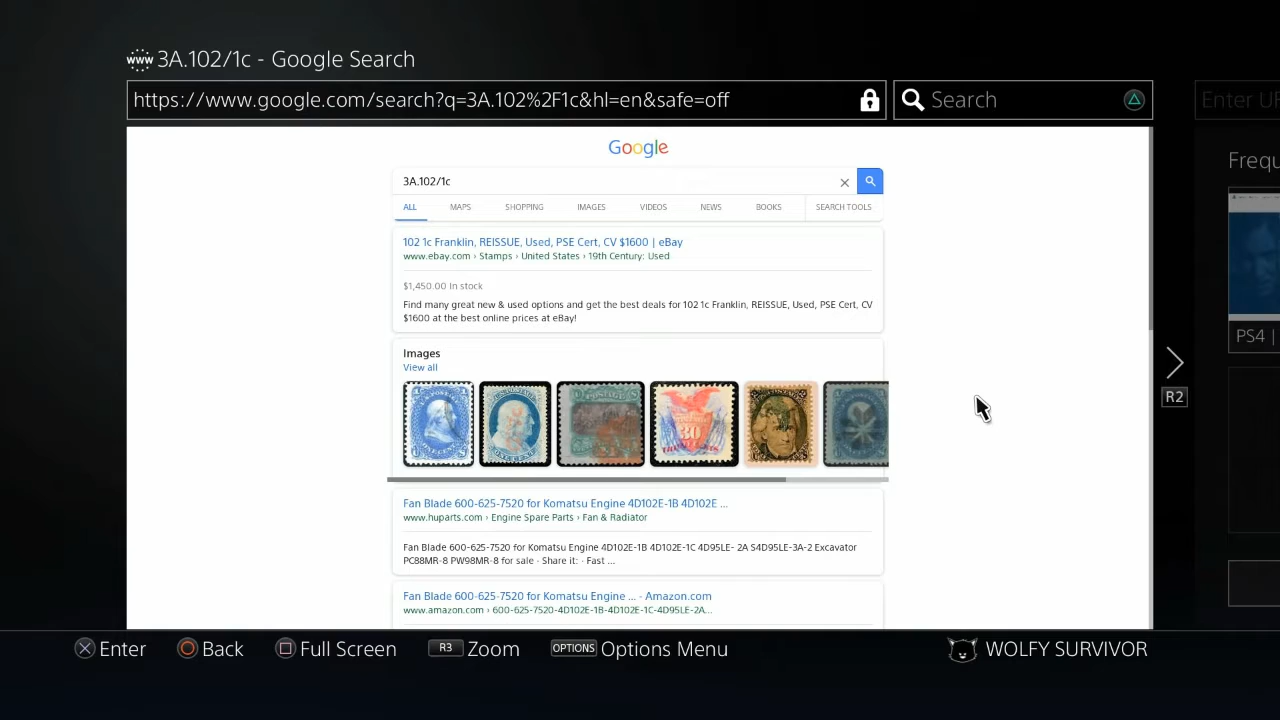 www 3A.102/1c - Google Search
https://www.google.com/search?q=3A.102%2F1c&hl=en&safe=off
Search
Enter UR
Google
3A.102/1c
ALL MAPS SHOPPING IMAGES VIDEOS NEWS BOOKS SEARCH TOOLS
102 1c Franklin, REISSUE, Used, PSE Cert, CV $1600 | eBay
www.ebay.com › Stamps › United States › 19th Century: Used
$1,450.00 In stock
Find many great new & used options and get the best deals for 102 1c Franklin, REISSUE, Used, PSE Cert, CV
$1600 at the best online prices at eBay!
Images
View all
30
Fan Blade 600-625-7520 for Komatsu Engine 4D102E-1B 4D102E ...
www.huparts.com › Engine Spare Parts › Fan & Radiator
Fan Blade 600-625-7520 for Komatsu Engine 4D102E-1B 4D102E-1C 4D95LE- 2A S4D95LE-3A-2 Excavator
PC88MR-8 PW98MR-8 for sale · Share it: · Fast ...
Fan Blade 600-625-7520 for Komatsu Engine ... - Amazon.com
www.amazon.com › 600-625-7520-4D102E-1B-4D102E-1C-4D95LE-2A...
Frequ
PS4 |
R2
Enter Back Full Screen R3 Zoom OPTIONS Options Menu WOLFY SURVIVOR